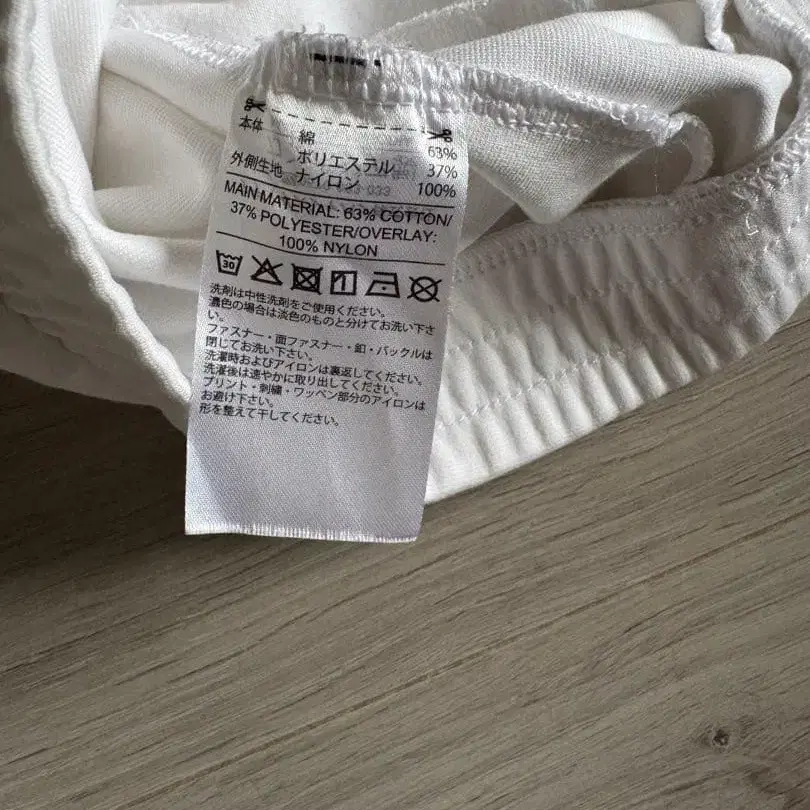 本体 綿 63%
ポリエステル 37%
外側生地 ナイロン 100%
MAIN MATERIAL: 63% COTTON/
37% POLYESTER/OVERLAY:
100% NYLON
30
洗剤は中性洗剤をご使用ください。
濃色の場合は淡色のものと分けてお洗い下さ
い。
ファスナー・面ファスナー・釦・バックルは
閉じてお洗い下さい。
洗濯時およびアイロンは裏返してください。
洗濯後は速やかに取り出してください。
プリント・刺繍・ワッペン部分のアイロンは
お避け下さい。
形を整えて干してください。